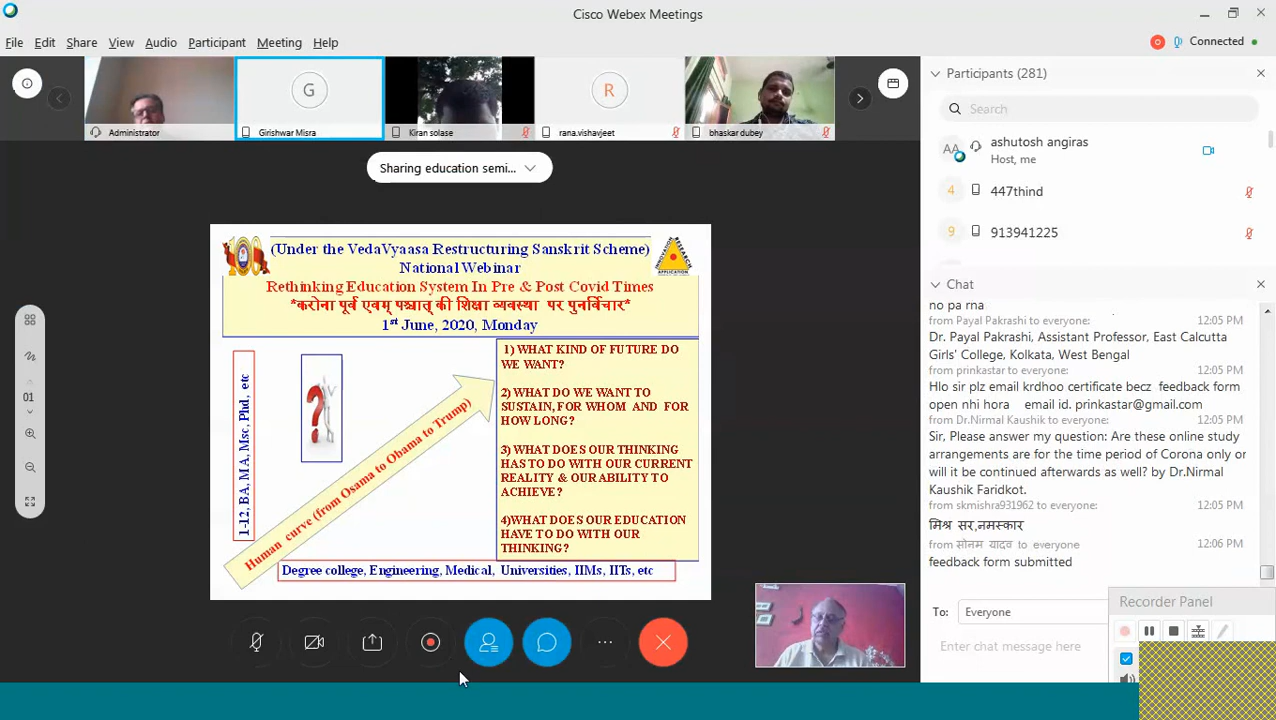 Cisco Webex Meetings
File Edit Share View Audio Participant Meeting Help
Connected
G
R
Administrator
Girishwar Misra
Kiran solase
rana.vishavjeet
bhaskar dubey
Sharing education semi...
(Under the VedaVyaasa Restructuring Sanskrit Scheme)
National Webinar
Rethinking Education System In Pre & Post Covid Times
*करोना पूर्व एवम् पश्चात् की शिक्षा व्यवस्था पर पुनर्विचार*
1st June, 2020, Monday
1-12, BA, MA, Msc, Phd, etc
Human curve (from Osama to Obama to Trump)
1) WHAT KIND OF FUTURE DO
WE WANT?
2) WHAT DO WE WANT TO
SUSTAIN, FOR WHOM AND FOR
HOW LONG?
3) WHAT DOES OUR THINKING
HAS TO DO WITH OUR CURRENT
REALITY & OUR ABILITY TO
ACHIEVE?
4)WHAT DOES OUR EDUCATION
HAVE TO DO WITH OUR
THINKING?
Degree college, Engineering, Medical, Universities, IIMs, IITs, etc
01
Participants (281)
Search
AA
ashutosh angiras
Host, me
4
447thind
9
913941225
Chat
no pa rna
from Payal Pakrashi to everyone: 12:05 PM
Dr. Payal Pakrashi, Assistant Professor, East Calcutta
Girls' College, Kolkata, West Bengal
from prinkastar to everyone: 12:05 PM
Hlo sir plz email krdhoo certificate becz feedback form
open nhi hora email id. prinkastar@gmail.com
from Dr.Nirmal Kaushik to everyone: 12:05 PM
Sir, Please answer my question: Are these online study
arrangements are for the time period of Corona only or
will it be continued afterwards as well? by Dr.Nirmal
Kaushik Faridkot.
from skmishra931962 to everyone: 12:05 PM
मिश्र सर,नमस्कार
from सोनम यादव to everyone 12:06 PM
feedback form submitted
To: Everyone
Enter chat message here
Recorder Panel